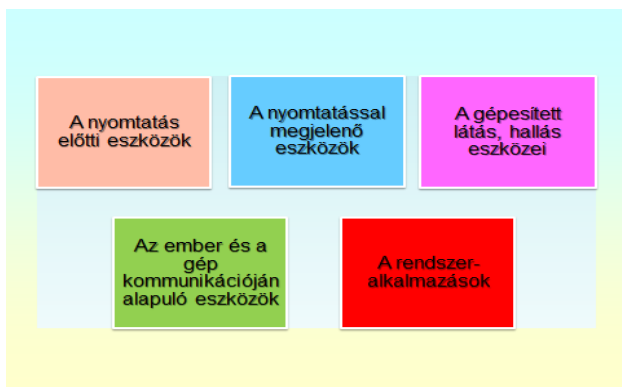 A nyomtatás
előtti eszközök
A nyomtatással
megjelenő
eszközök
A gépesített
látás, hallás
eszközei
Az ember és a
gép
kommunikációján
alapuló eszközök
A rendszer-
alkalmazások